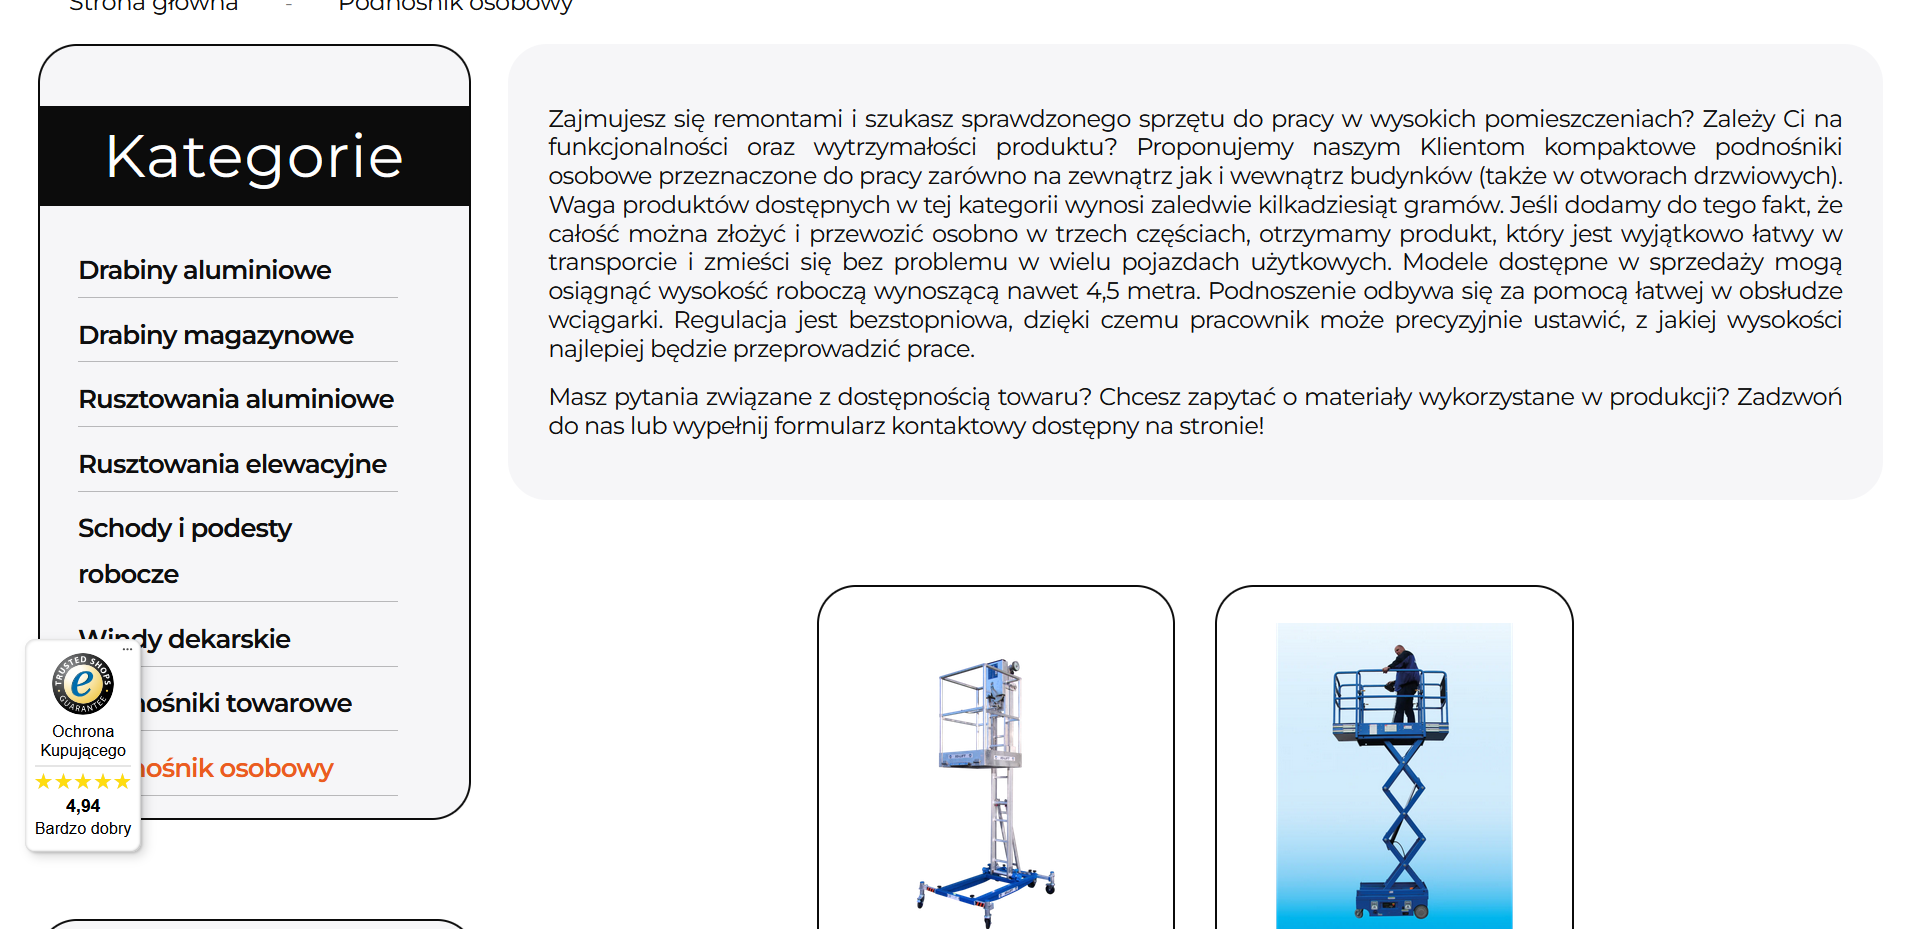 Strona główna - Podnośnik osobowy
Kategorie
Drabiny aluminiowe
Drabiny magazynowe
Rusztowania aluminiowe
Rusztowania elewacyjne
Schody i podesty
robocze
dekarskie
towarowe
osobowy
TRUSTED SHOPS
GUARANTEE
Ochrona
Kupującego
4,94
Bardzo dobry
Zajmujesz się remontami i szukasz sprawdzonego sprzętu do pracy w wysokich pomieszczeniach? Zależy Ci na
funkcjonalności oraz wytrzymałości produktu? Proponujemy naszym Klientom kompaktowe podnośniki
osobowe przeznaczone do pracy zarówno na zewnątrz jak i wewnątrz budynków (także w otworach drzwiowych).
Waga produktów dostępnych w tej kategorii wynosi zaledwie kilkadziesiąt gramów. Jeśli dodamy do tego fakt, że
całość można złożyć i przewozić osobno w trzech częściach, otrzymamy produkt, który jest wyjątkowo łatwy w
transporcie i zmieści się bez problemu w wielu pojazdach użytkowych. Modele dostępne w sprzedaży mogą
osiągnąć wysokość roboczą wynoszącą nawet 4,5 metra. Podnoszenie odbywa się za pomocą łatwej w obsłudze
wciągarki. Regulacja jest bezstopniowa, dzięki czemu pracownik może precyzyjnie ustawić, z jakiej wysokości
najlepiej będzie przeprowadzić prace.
Masz pytania związane z dostępnością towaru? Chcesz zapytać o materiały wykorzystane w produkcji? Zadzwoń
do nas lub wypełnij formularz kontaktowy dostępny na stronie!